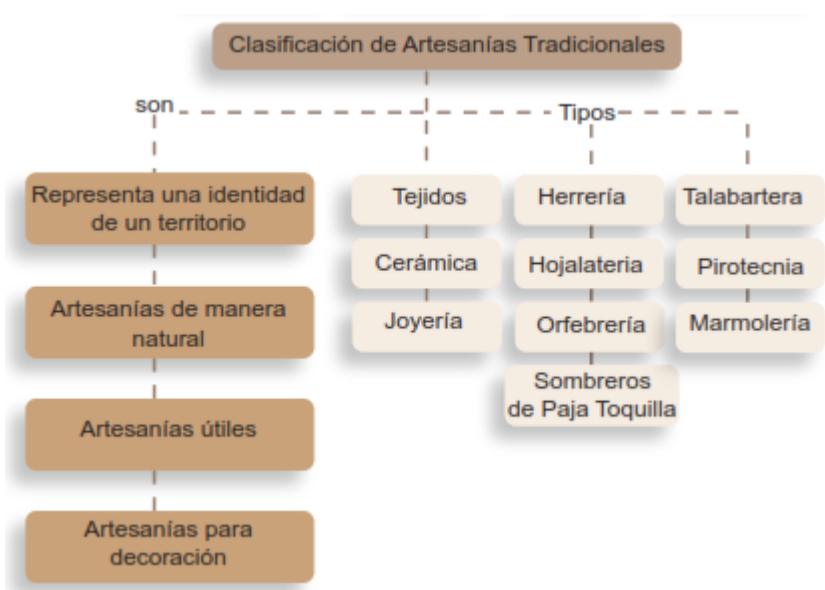 Clasificación de Artesanías Tradicionales
son
Tipos
Representa una identidad
de un territorio
Artesanías de manera
natural
Artesanías útiles
Artesanías para
decoración
Tejidos
Cerámica
Joyería
Herrería
Hojalateria
Orfebrería
Sombreros
de Paja Toquilla
Talabartera
Pirotecnia
Marmolería